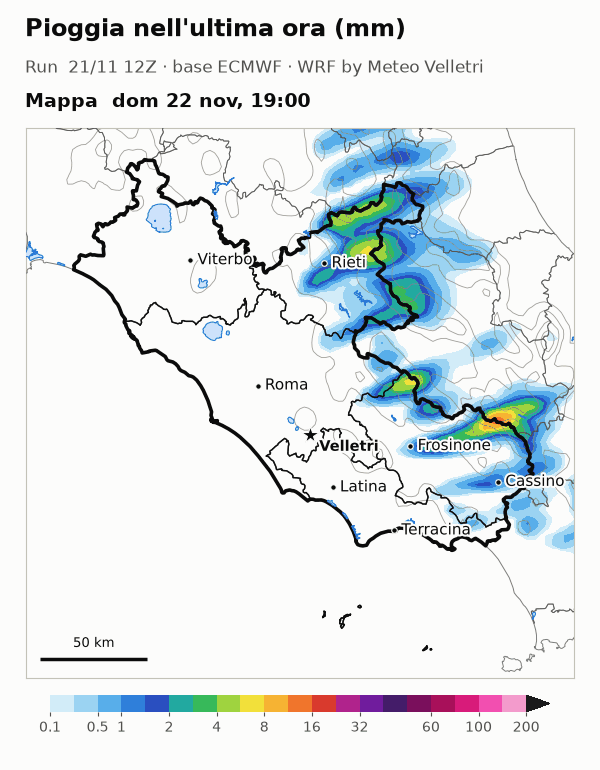 Pioggia nell'ultima ora (mm)
Run  21/11 12Z · base ECMWF · WRF by Meteo Velletri
Mappa  dom 22 nov, 19:00
Viterbo
Rieti
Roma
Velletri
Frosinone
Latina
Cassino
Terracina
50 km
0.1 0.5 1 2 4 8 16 32 60 100 200